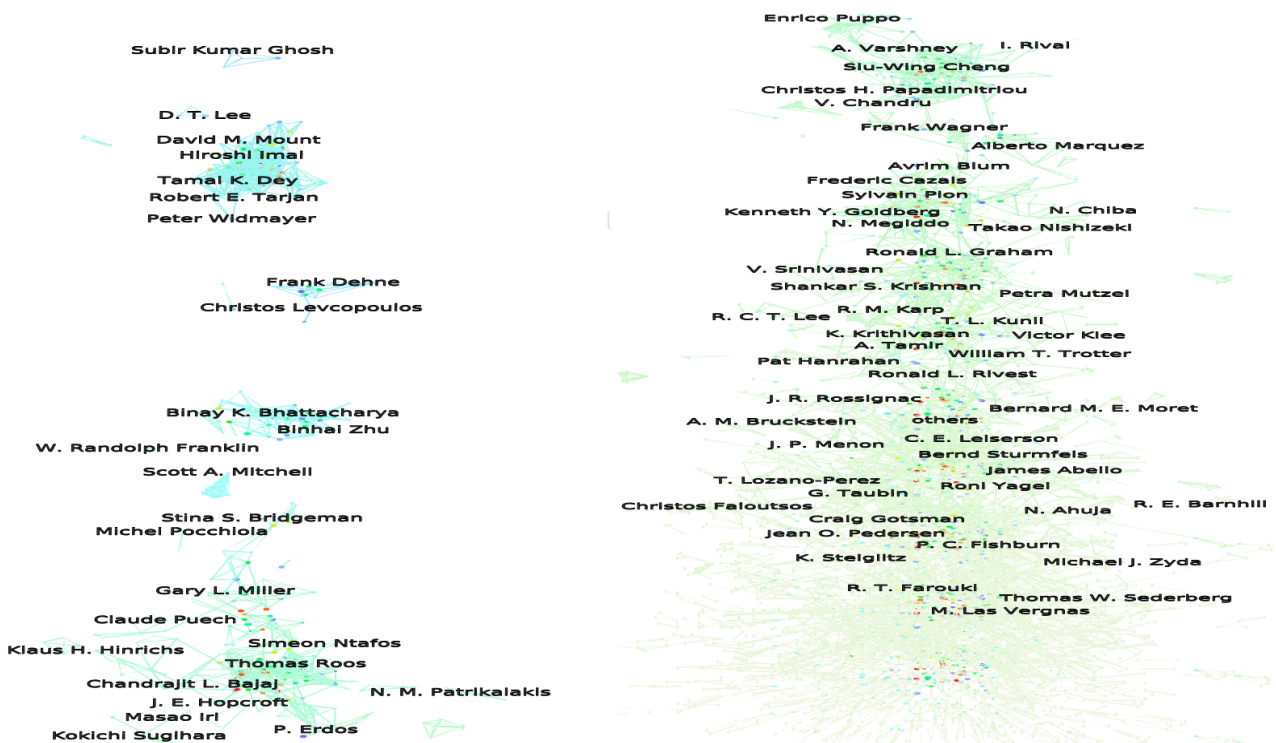 Subir Kumar Ghosh
D. T. Lee
David M. Mount
Hiroshi Imai
Tamal K. Dey
Robert E. Tarjan
Peter Widmayer
Frank Dehne
Christos Levcopoulos
Binay K. Bhattacharya
Binhai Zhu
W. Randolph Franklin
Scott A. Mitchell
Stina S. Bridgeman
Michel Pocchiola
Gary L. Miller
Claude Puech
Simeon Ntafos
Klaus H. Hinrichs
Thomas Roos
Chandrajit L. Bajaj
N. M. Patrikalakis
J. E. Hopcroft
Masao Iri
P. Erdos
Kokichi Sugihara
Enrico Puppo
A. Varshney
I. Rival
Siu-Wing Cheng
Christos H. Papadimitriou
V. Chandru
Frank Wagner
Alberto Marquez
Avrim Blum
Frederic Cazals
Sylvain Pion
Kenneth Y. Goldberg
N. Chiba
N. Megiddo
Takao Nishizeki
Ronald L. Graham
V. Srinivasan
Shankar S. Krishnan
Petra Mutzel
R. M. Karp
R. C. T. Lee
T. L. Kunii
K. Krithivasan
Victor Klee
A. Tamir
William T. Trotter
Pat Hanrahan
Ronald L. Rivest
J. R. Rossignac
Bernard M. E. Moret
A. M. Bruckstein
others
C. E. Leiserson
J. P. Menon
Bernd Sturmfels
James Abello
T. Lozano-Perez
Roni Yagel
G. Taubin
Christos Faloutsos
R. E. Barnhill
N. Ahuja
Craig Gotsman
Jean O. Pedersen
P. C. Fishburn
K. Steiglitz
Michael J. Zyda
R. T. Farouki
Thomas W. Sederberg
M. Las Vergnas